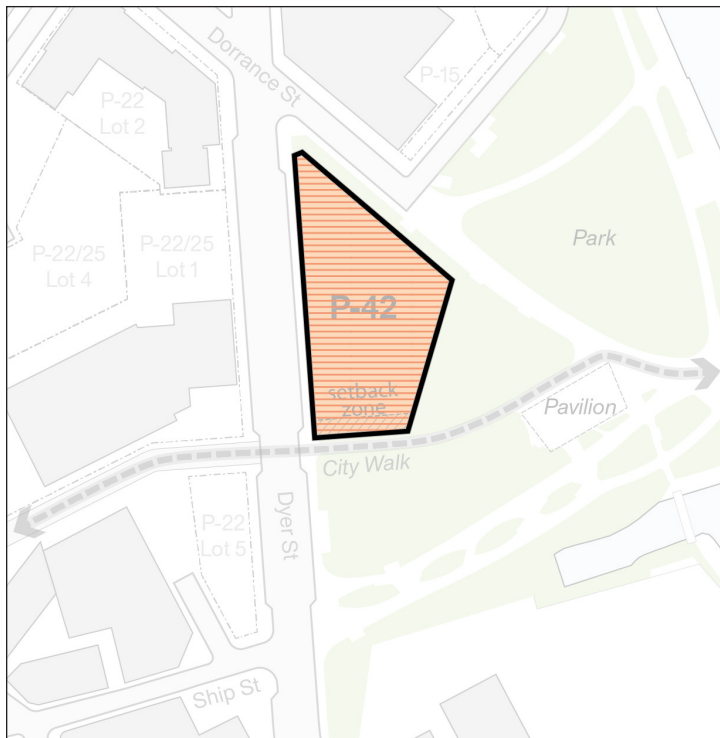 Dorrance St
P-15
P-22
Lot 2
Park
P-22/25
Lot 4
P-22/25
Lot 1
P-42
setback
zone
Pavilion
City Walk
P-22
Lot 5
Dyer St
Ship St